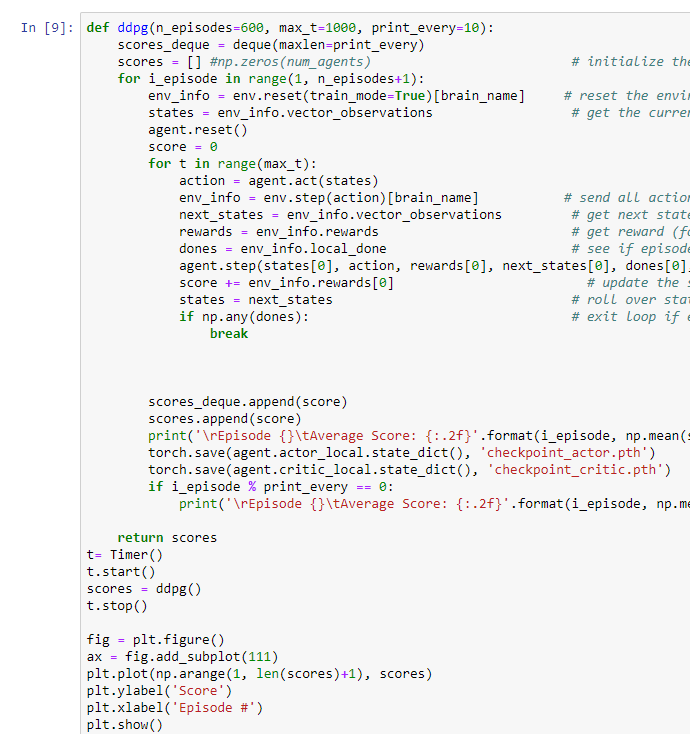 In [9]: def ddpg(n_episodes=600, max_t=1000, print_every=10):
    scores_deque = deque(maxlen=print_every)
    scores = [] #np.zeros(num_agents)                          # initialize the
    for i_episode in range(1, n_episodes+1):
        env_info = env.reset(train_mode=True)[brain_name]     # reset the
        states = env_info.vector_observations                  # get the
        agent.reset()
        score = 0
        for t in range(max_t):
            action = agent.act(states)
            env_info = env.step(action)[brain_name]           # send all
            next_states = env_info.vector_observations         # get next
            rewards = env_info.rewards                         # get reward
            dones = env_info.local_done                        # see if
            agent.step(states[0], action, rewards[0], next_states[0], dones[0],
            score += env_info.rewards[0]                         # update the
            states = next_states                               # roll over
            if np.any(dones):                                  # exit loop if
                break
        scores_deque.append(score)
        scores.append(score)
        print('\rEpisode {}\tAverage Score: {:.2f}'.format(i_episode, np.mean(
        torch.save(agent.actor_local.state_dict(), 'checkpoint_actor.pth')
        torch.save(agent.critic_local.state_dict(), 'checkpoint_critic.pth')
        if i_episode % print_every == 0:
            print('\rEpisode {}\tAverage Score: {:.2f}'.format(i_episode,
    return scores
t= Timer()
t.start()
scores = ddpg()
t.stop()
fig = plt.figure()
ax = fig.add_subplot(111)
plt.plot(np.arange(1, len(scores)+1), scores)
plt.ylabel('Score')
plt.xlabel('Episode #')
plt.show()